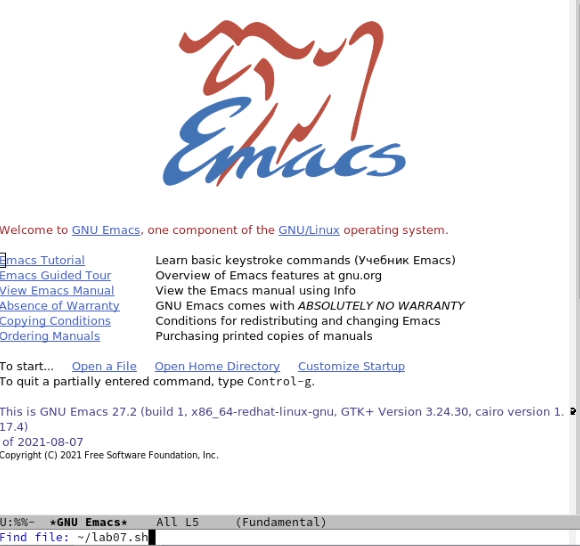 Emacs
Welcome to GNU Emacs, one component of the GNU/Linux operating system.
Emacs Tutorial Learn basic keystroke commands (Учебник Emacs)
Emacs Guided Tour Overview of Emacs features at gnu.org
View Emacs Manual View the Emacs manual using Info
Absence of Warranty GNU Emacs comes with ABSOLUTELY NO WARRANTY
Copying Conditions Conditions for redistributing and changing Emacs
Ordering Manuals Purchasing printed copies of manuals
To start... Open a File Open Home Directory Customize Startup
To quit a partially entered command, type Control-g.
This is GNU Emacs 27.2 (build 1, x86_64-redhat-linux-gnu, GTK+ Version 3.24.30, cairo version 1.
17.4)
of 2021-08-07
Copyright (C) 2021 Free Software Foundation, Inc.
U:%%- *GNU Emacs* All L5 (Fundamental)
Find file: ~/lab07.sh